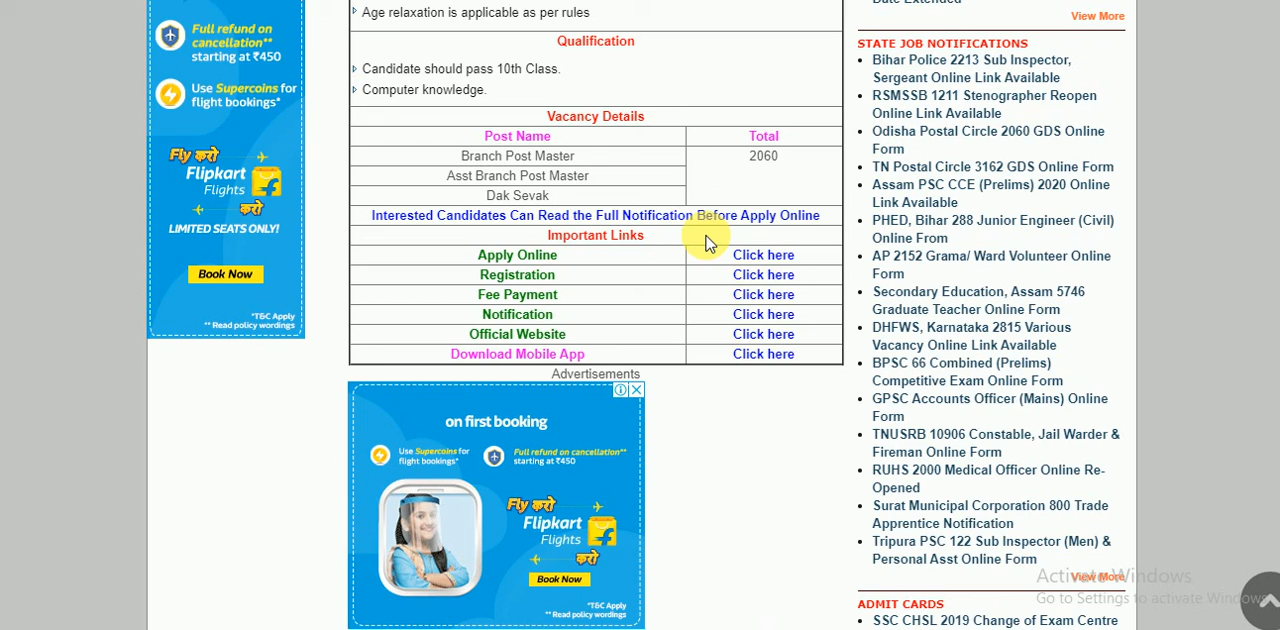 Full refund on
cancellation**
starting at ₹450
Use Supercoins for
flight bookings*
Fly करो
Flipkart
Flights
करो
LIMITED SEATS ONLY!
Book Now
*T&C Apply
** Read policy wordings
Age relaxation is applicable as per rules
Qualification
Candidate should pass 10th Class.
Computer knowledge.
Vacancy Details
Post Name Total
Branch Post Master 2060
Asst Branch Post Master
Dak Sevak
Interested Candidates Can Read the Full Notification Before Apply Online
Important Links
Apply Online Click here
Registration Click here
Fee Payment Click here
Notification Click here
Official Website Click here
Download Mobile App Click here
Advertisements
on first booking
Use Supercoins for
flight bookings*
Full refund on cancellation**
starting at ₹450
Fly करो
Flipkart
Flights
करो
Book Now
*T&C Apply
** Read policy wordings
View More
STATE JOB NOTIFICATIONS
Bihar Police 2213 Sub Inspector,
Sergeant Online Link Available
RSMSSB 1211 Stenographer Reopen
Online Link Available
Odisha Postal Circle 2060 GDS Online
Form
TN Postal Circle 3162 GDS Online Form
Assam PSC CCE (Prelims) 2020 Online
Link Available
PHED, Bihar 288 Junior Engineer (Civil)
Online From
AP 2152 Grama/ Ward Volunteer Online
Form
Secondary Education, Assam 5746
Graduate Teacher Online Form
DHFWS, Karnataka 2815 Various
Vacancy Online Link Available
BPSC 66 Combined (Prelims)
Competitive Exam Online Form
GPSC Accounts Officer (Mains) Online
Form
TNUSRB 10906 Constable, Jail Warder &
Fireman Online Form
RUHS 2000 Medical Officer Online Re-
Opened
Surat Municipal Corporation 800 Trade
Apprentice Notification
Tripura PSC 122 Sub Inspector (Men) &
Personal Asst Online Form
View More
Activate Windows
Go to Settings to activate Windows.
ADMIT CARDS
SSC CHSL 2019 Change of Exam Centre